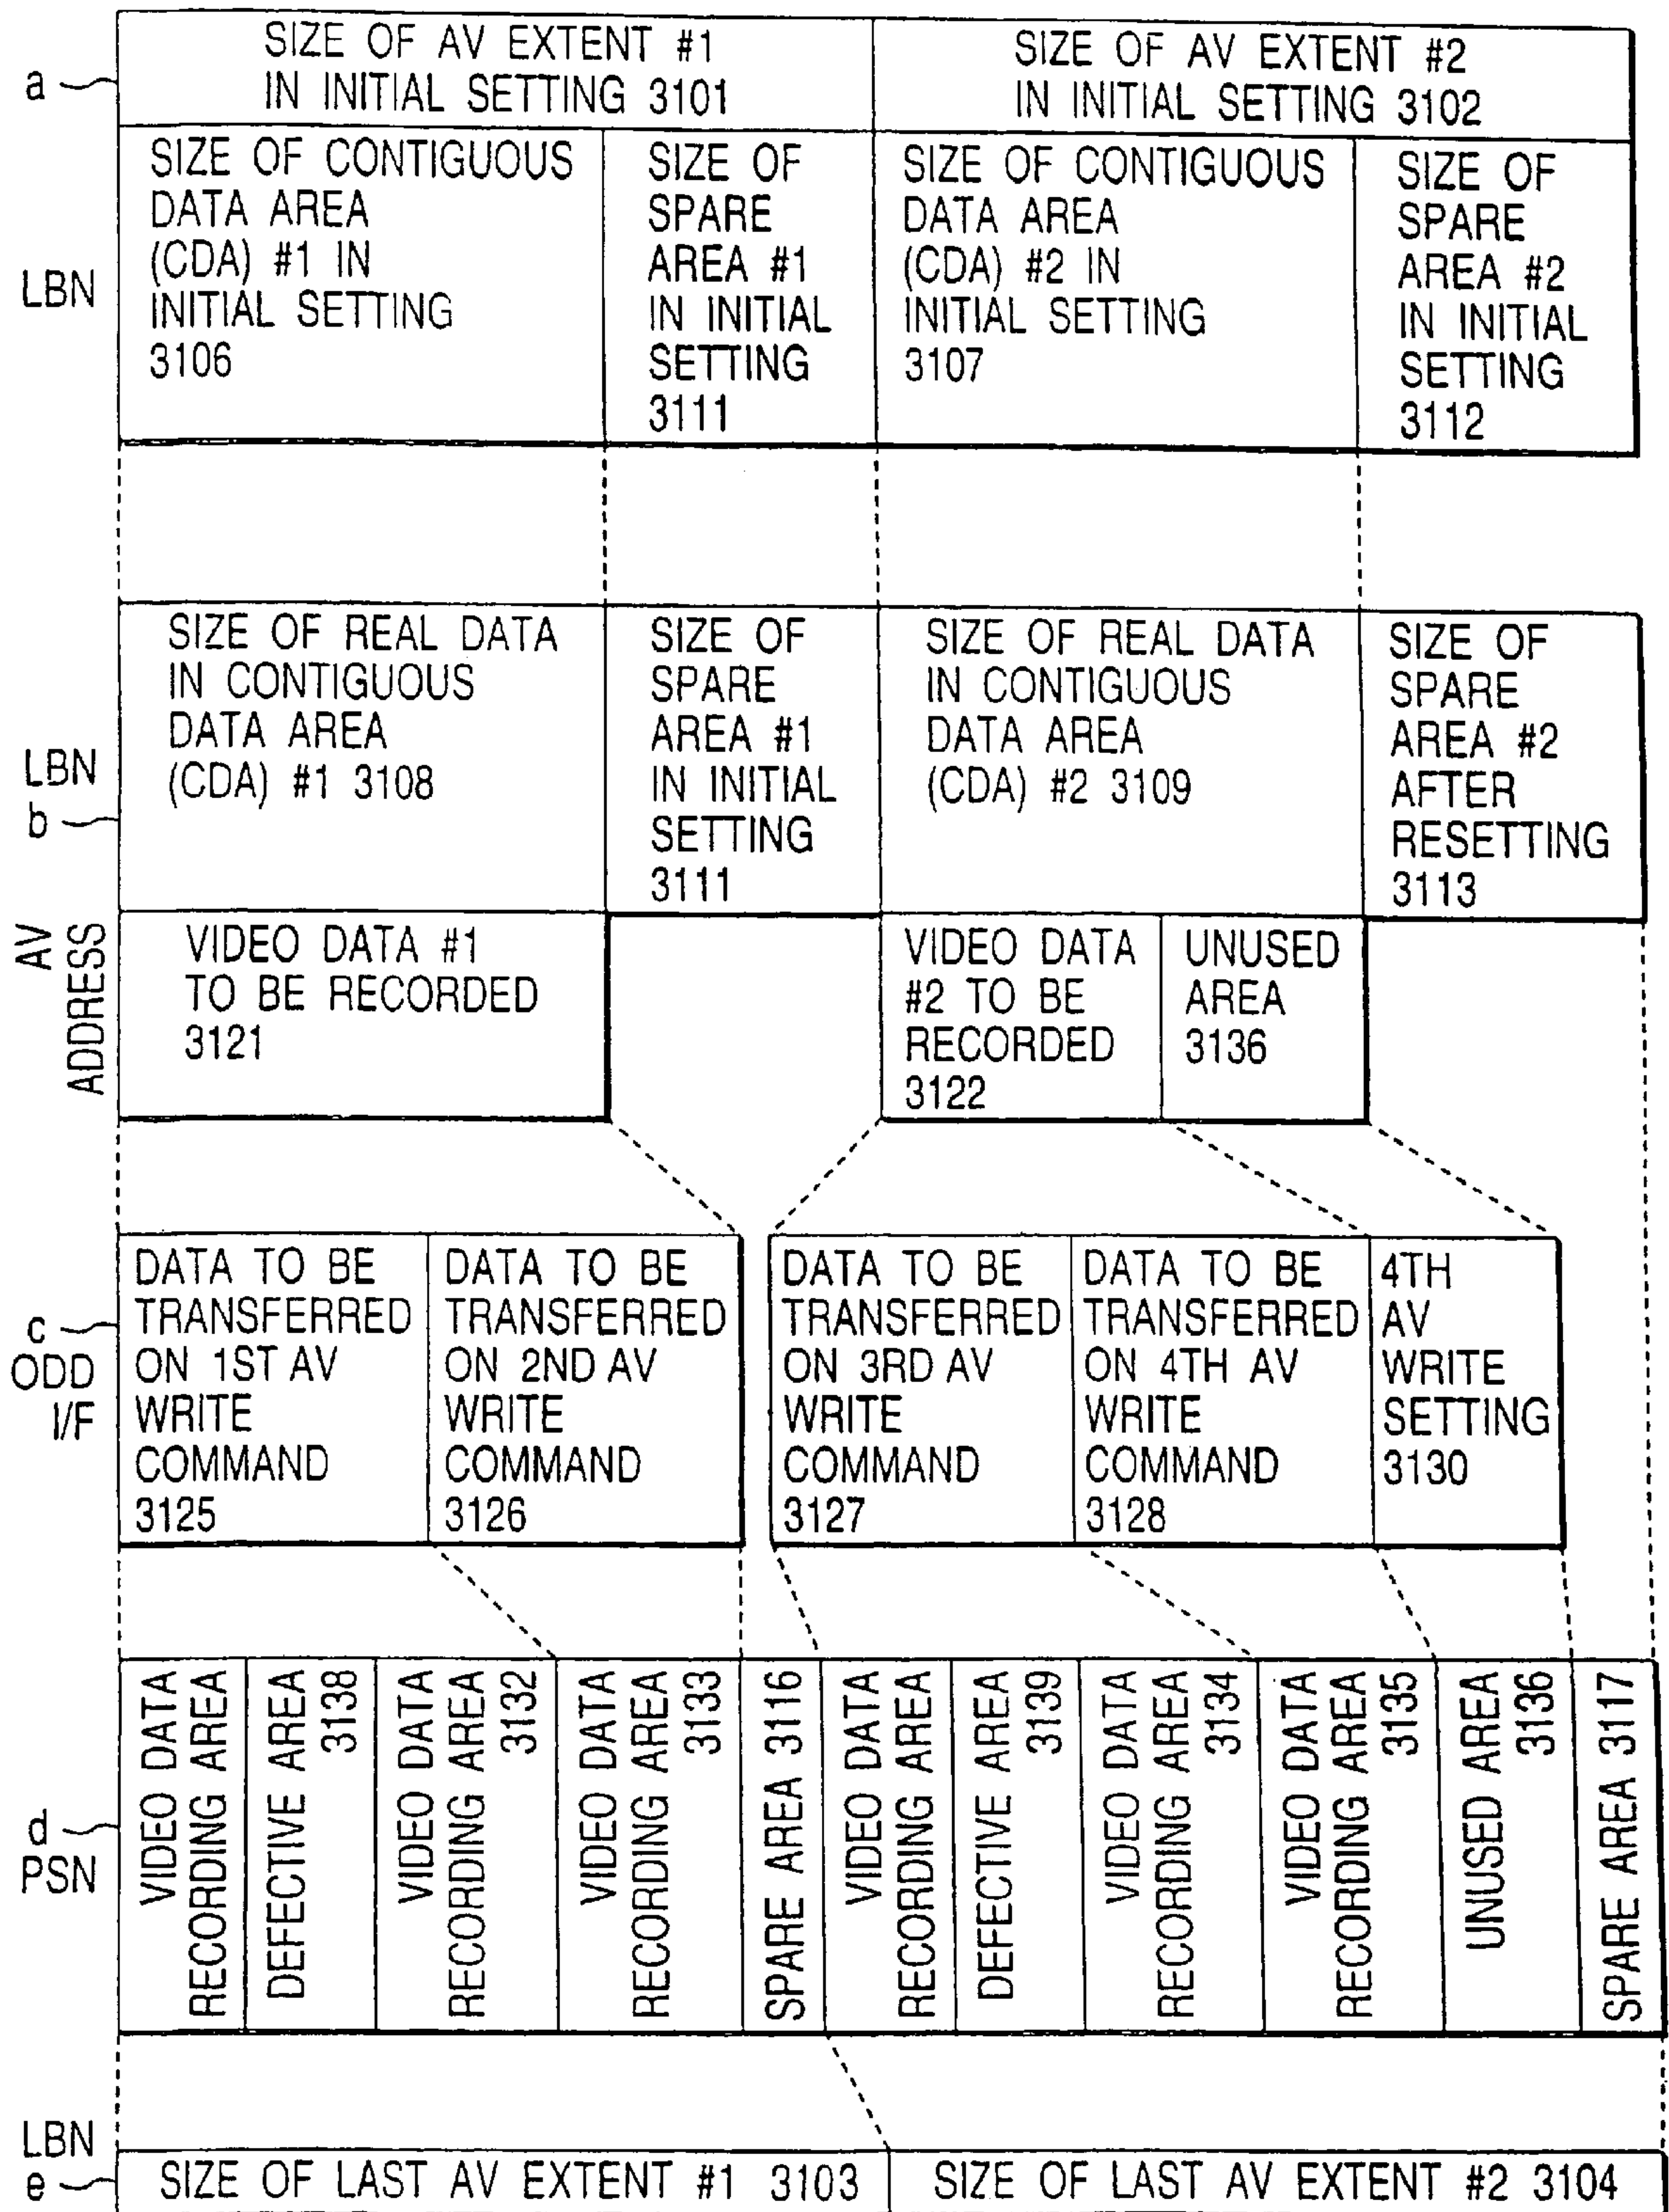 a
SIZE OF AV EXTENT #1
IN INITIAL SETTING 3101
SIZE OF AV EXTENT #2
IN INITIAL SETTING 3102
LBN
SIZE OF CONTIGUOUS
DATA AREA
(CDA) #1 IN
INITIAL SETTING
3106
SIZE OF
SPARE
AREA #1
IN INITIAL
SETTING
3111
SIZE OF CONTIGUOUS
DATA AREA
(CDA) #2 IN
INITIAL SETTING
3107
SIZE OF
SPARE
AREA #2
IN INITIAL
SETTING
3112
LBN
b
SIZE OF REAL DATA
IN CONTIGUOUS
DATA AREA
(CDA) #1 3108
SIZE OF
SPARE
AREA #1
IN INITIAL
SETTING
3111
SIZE OF REAL DATA
IN CONTIGUOUS
DATA AREA
(CDA) #2 3109
SIZE OF
SPARE
AREA #2
AFTER
RESETTING
3113
AV
ADDRESS
VIDEO DATA #1
TO BE RECORDED
3121
VIDEO DATA
#2 TO BE
RECORDED
3122
UNUSED
AREA
3136
c
ODD
I/F
DATA TO BE
TRANSFERRED
ON 1ST AV
WRITE
COMMAND
3125
DATA TO BE
TRANSFERRED
ON 2ND AV
WRITE
COMMAND
3126
DATA TO BE
TRANSFERRED
ON 3RD AV
WRITE
COMMAND
3127
DATA TO BE
TRANSFERRED
ON 4TH AV
WRITE
COMMAND
3128
4TH
AV
WRITE
SETTING
3130
d
PSN
VIDEO DATA
RECORDING AREA
DEFECTIVE AREA
3138
VIDEO DATA
RECORDING AREA
3132
VIDEO DATA
RECORDING AREA
3133
SPARE AREA 3116
VIDEO DATA
RECORDING AREA
DEFECTIVE AREA
3139
VIDEO DATA
RECORDING AREA
3134
VIDEO DATA
RECORDING AREA
3135
UNUSED AREA
3136
SPARE AREA 3117
LBN
e
SIZE OF LAST AV EXTENT #1 3103
SIZE OF LAST AV EXTENT #2 3104